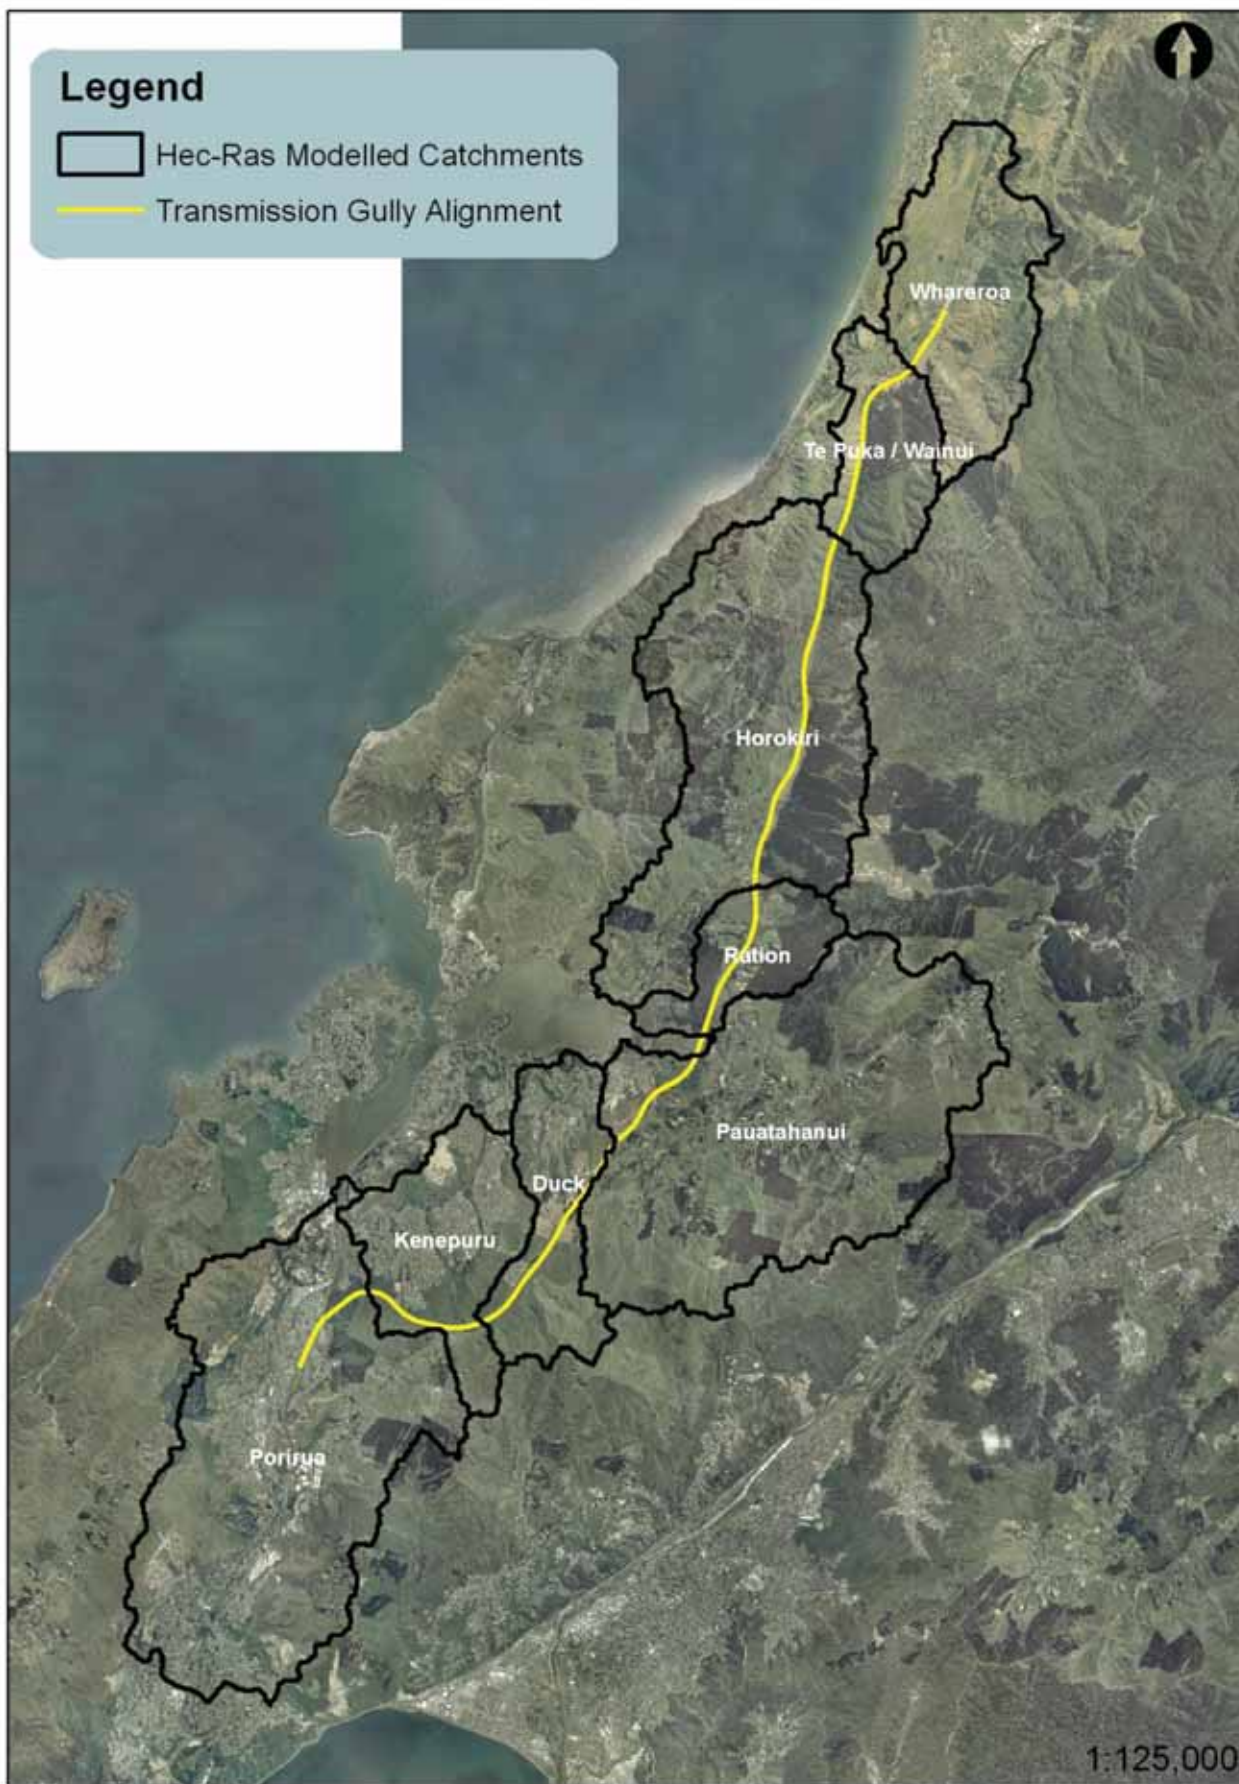 Legend
Hec-Ras Modelled Catchments
Transmission Gully Alignment
Whareroa
Te Puka / Wainui
Horokiri
Ration
Pauatahanui
Duck
Kenepuru
Porirua
1:125,000